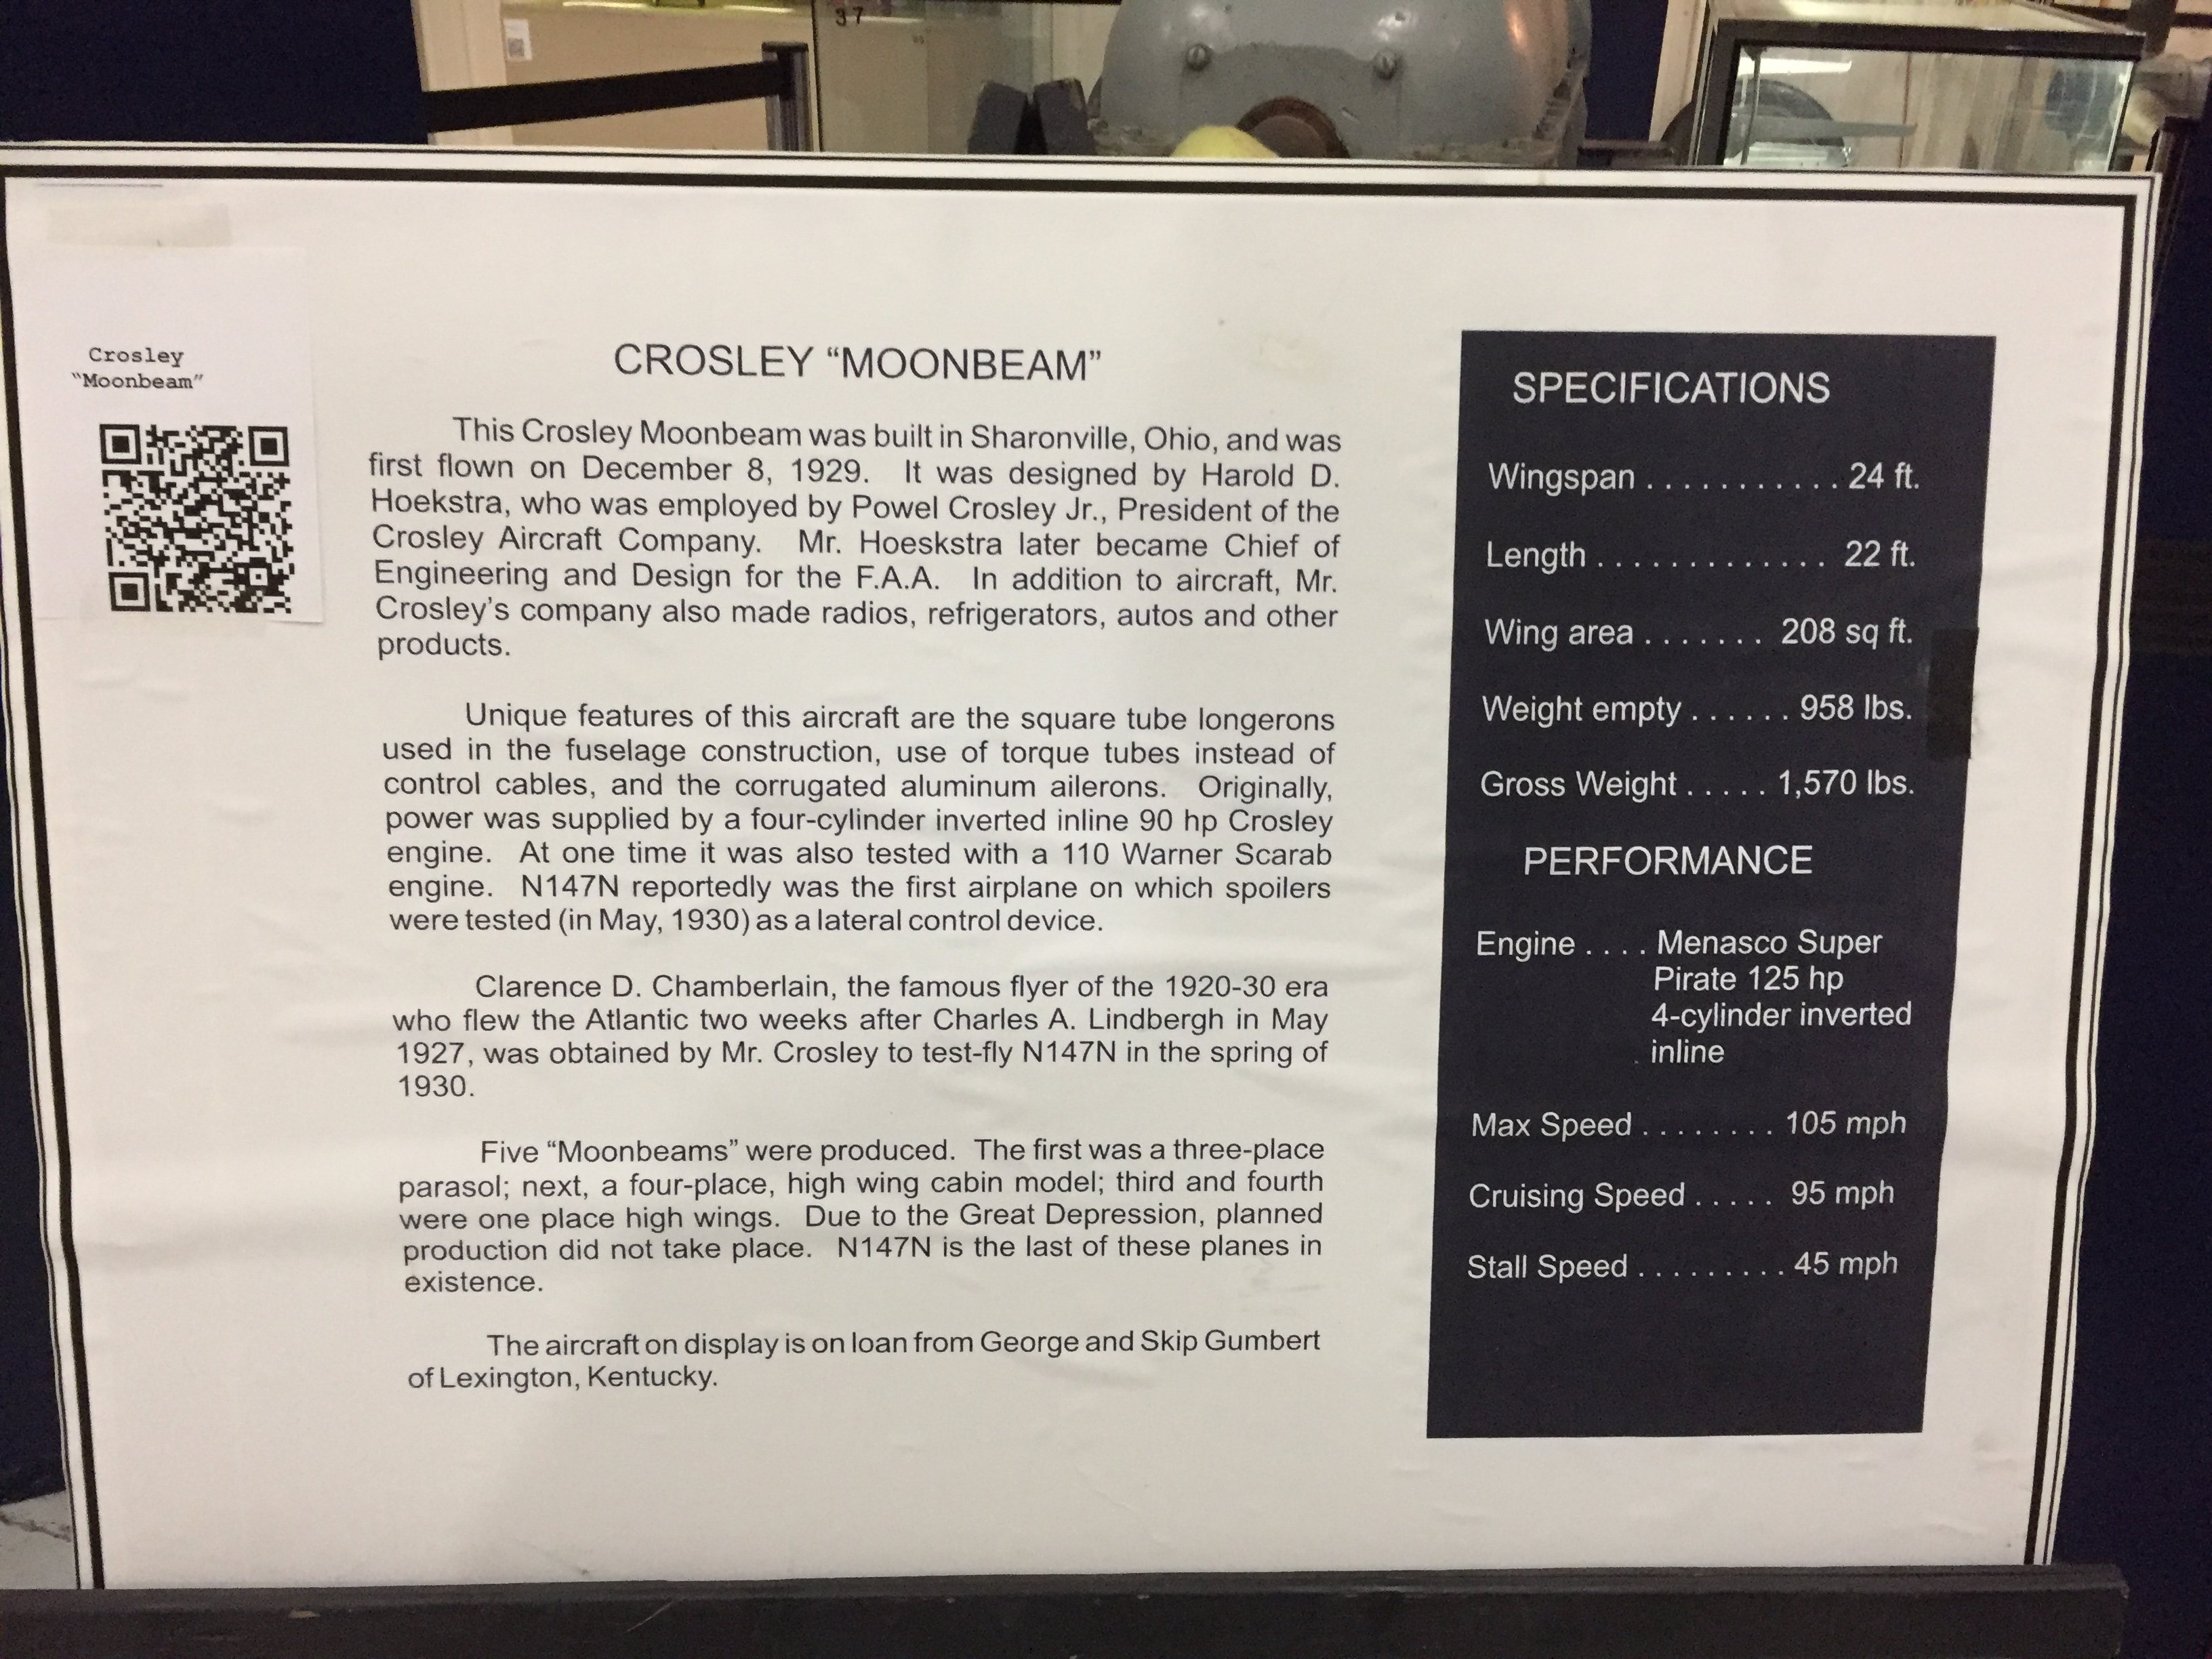 37
Crosley
"Moonbeam"
CROSLEY “MOONBEAM”
This Crosley Moonbeam was built in Sharonville, Ohio, and was
first flown on December 8, 1929. It was designed by Harold D.
Hoekstra, who was employed by Powel Crosley Jr., President of the
Crosley Aircraft Company. Mr. Hoeskstra later became Chief of
Engineering and Design for the F.A.A. In addition to aircraft, Mr.
Crosley’s company also made radios, refrigerators, autos and other
products.
Unique features of this aircraft are the square tube longerons
used in the fuselage construction, use of torque tubes instead of
control cables, and the corrugated aluminum ailerons. Originally,
power was supplied by a four-cylinder inverted inline 90 hp Crosley
engine. At one time it was also tested with a 110 Warner Scarab
engine. N147N reportedly was the first airplane on which spoilers
were tested (in May, 1930) as a lateral control device.
Clarence D. Chamberlain, the famous flyer of the 1920-30 era
who flew the Atlantic two weeks after Charles A. Lindbergh in May
1927, was obtained by Mr. Crosley to test-fly N147N in the spring of
1930.
Five “Moonbeams” were produced. The first was a three-place
parasol; next, a four-place, high wing cabin model; third and fourth
were one place high wings. Due to the Great Depression, planned
production did not take place. N147N is the last of these planes in
existence.
The aircraft on display is on loan from George and Skip Gumbert
of Lexington, Kentucky.
SPECIFICATIONS
Wingspan . . . . . . . . . . . 24 ft.
Length . . . . . . . . . . . . . 22 ft.
Wing area . . . . . . . 208 sq ft.
Weight empty . . . . . . 958 lbs.
Gross Weight . . . . . 1,570 lbs.
PERFORMANCE
Engine . . . . Menasco Super
Pirate 125 hp
4-cylinder inverted
inline
Max Speed . . . . . . . . 105 mph
Cruising Speed . . . . . 95 mph
Stall Speed . . . . . . . . . 45 mph